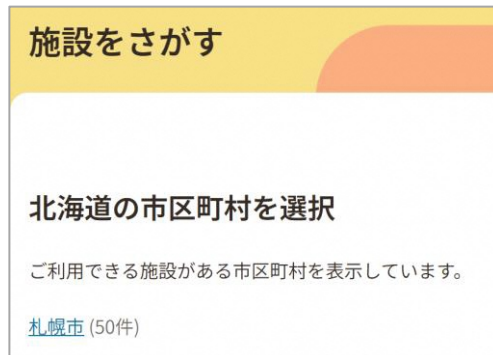 施設をさがす
北海道の市区町村を選択
ご利用できる施設がある市区町村を表示しています。
札幌市 (50件)